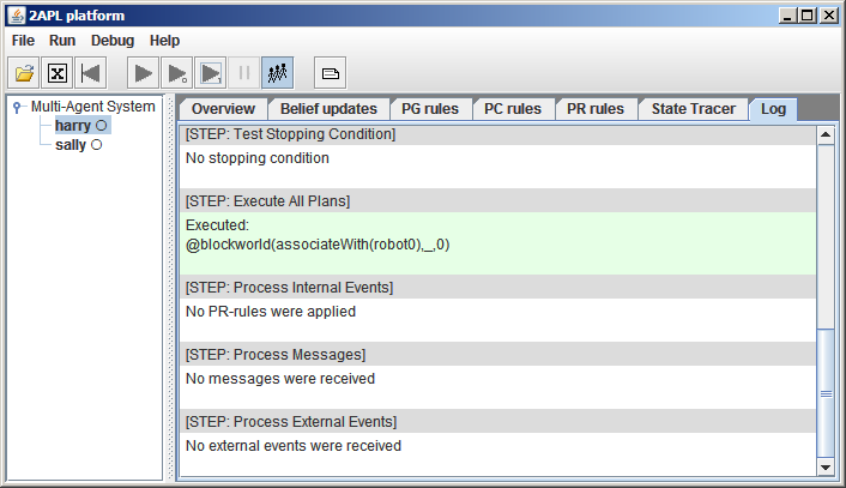 2APL platform
File Run Debug Help
Multi-Agent System
harry
sally
Overview Belief updates PG rules PC rules PR rules State Tracer Log
[STEP: Test Stopping Condition]
No stopping condition
[STEP: Execute All Plans]
Executed:
@blockworld(associateWith(robot0),_,0)
[STEP: Process Internal Events]
No PR-rules were applied
[STEP: Process Messages]
No messages were received
[STEP: Process External Events]
No external events were received